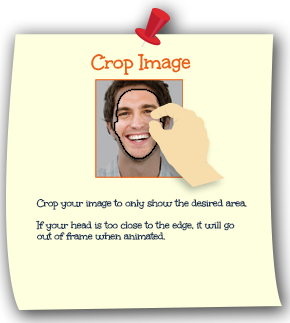 Crop Image
Crop your image to only show the desired area.
If your head is too close to the edge, it will go
out of frame when animated.